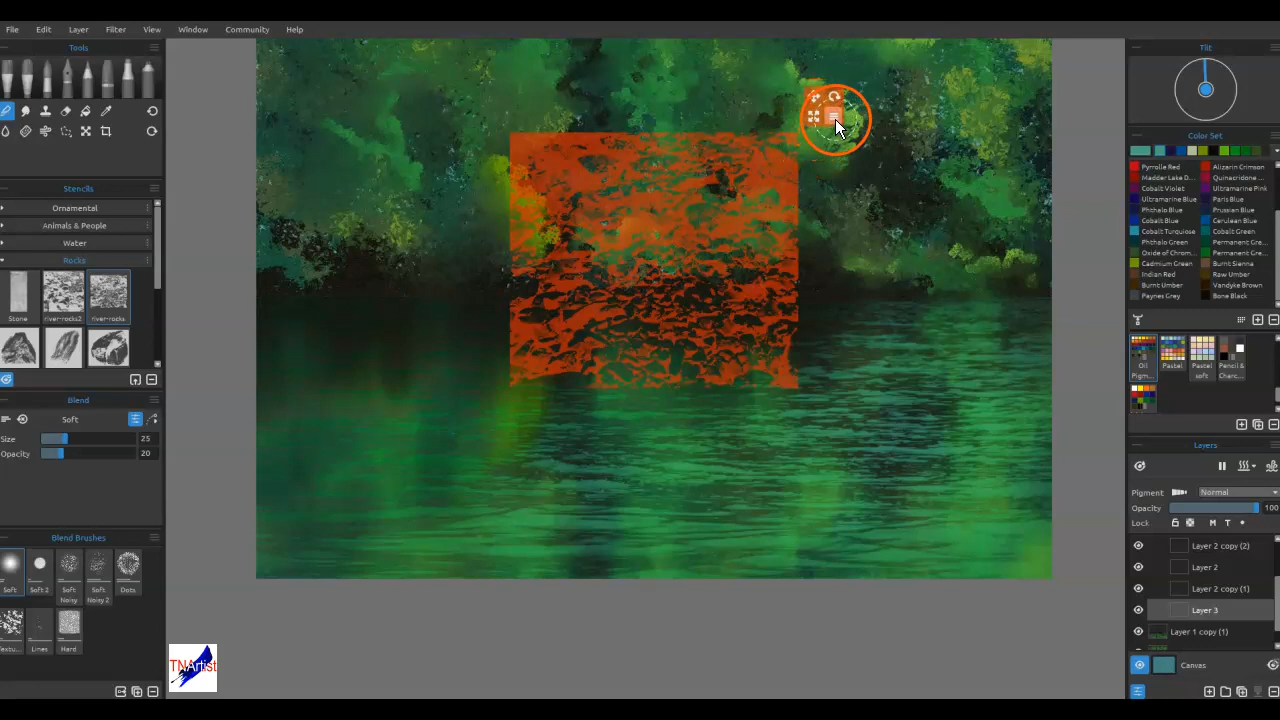 File Edit Layer Filter View Window Community Help
Tools
Stencils
Ornamental
Animals & People
Water
Rocks
Stone
river-rocks2
river-rocks
Blend
Soft
Size 25
Opacity 20
Blend Brushes
Soft
Soft 2
Soft Noisy
Soft Noisy 2
Dots
Textu...
Lines
Hard
TNArtist
Tilt
Color Set
Pyrrolle Red Alizarin Crimson
Madder Lake D... Quinacridone ...
Cobalt Violet Ultramarine Pink
Ultramarine Blue Paris Blue
Phthalo Blue Prussian Blue
Cobalt Blue Cerulean Blue
Cobalt Turquoise Cobalt Green
Phthalo Green Permanent Gre...
Oxide of Chrom... Permanent Gre...
Cadmium Green Burnt Sienna
Indian Red Raw Umber
Burnt Umber Vandyke Brown
Paynes Grey Bone Black
Oil Pigm...
Pastel
Pastel soft
Pencil & Charc...
Layers
Pigment Normal
Opacity 100
Lock M T
Layer 2 copy (2)
Layer 2
Layer 2 copy (1)
Layer 3
Layer 1 copy (1)
Canvas